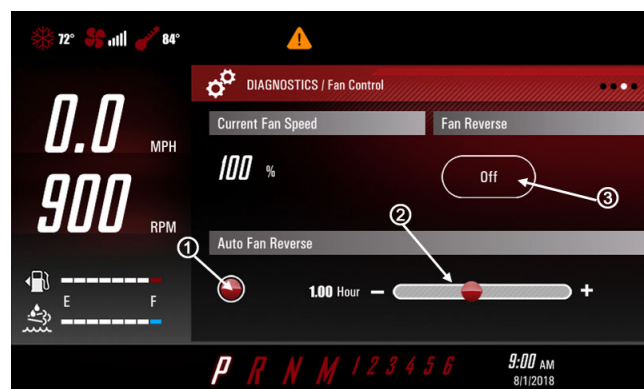 72° 84°
DIAGNOSTICS / Fan Control
Current Fan Speed Fan Reverse
0.0 MPH
100 % Off
3
900 RPM
2
1
Auto Fan Reverse
E F
1.00 Hour − +
P R N M 1 2 3 4 5 6
9:00 AM
8/1/2018